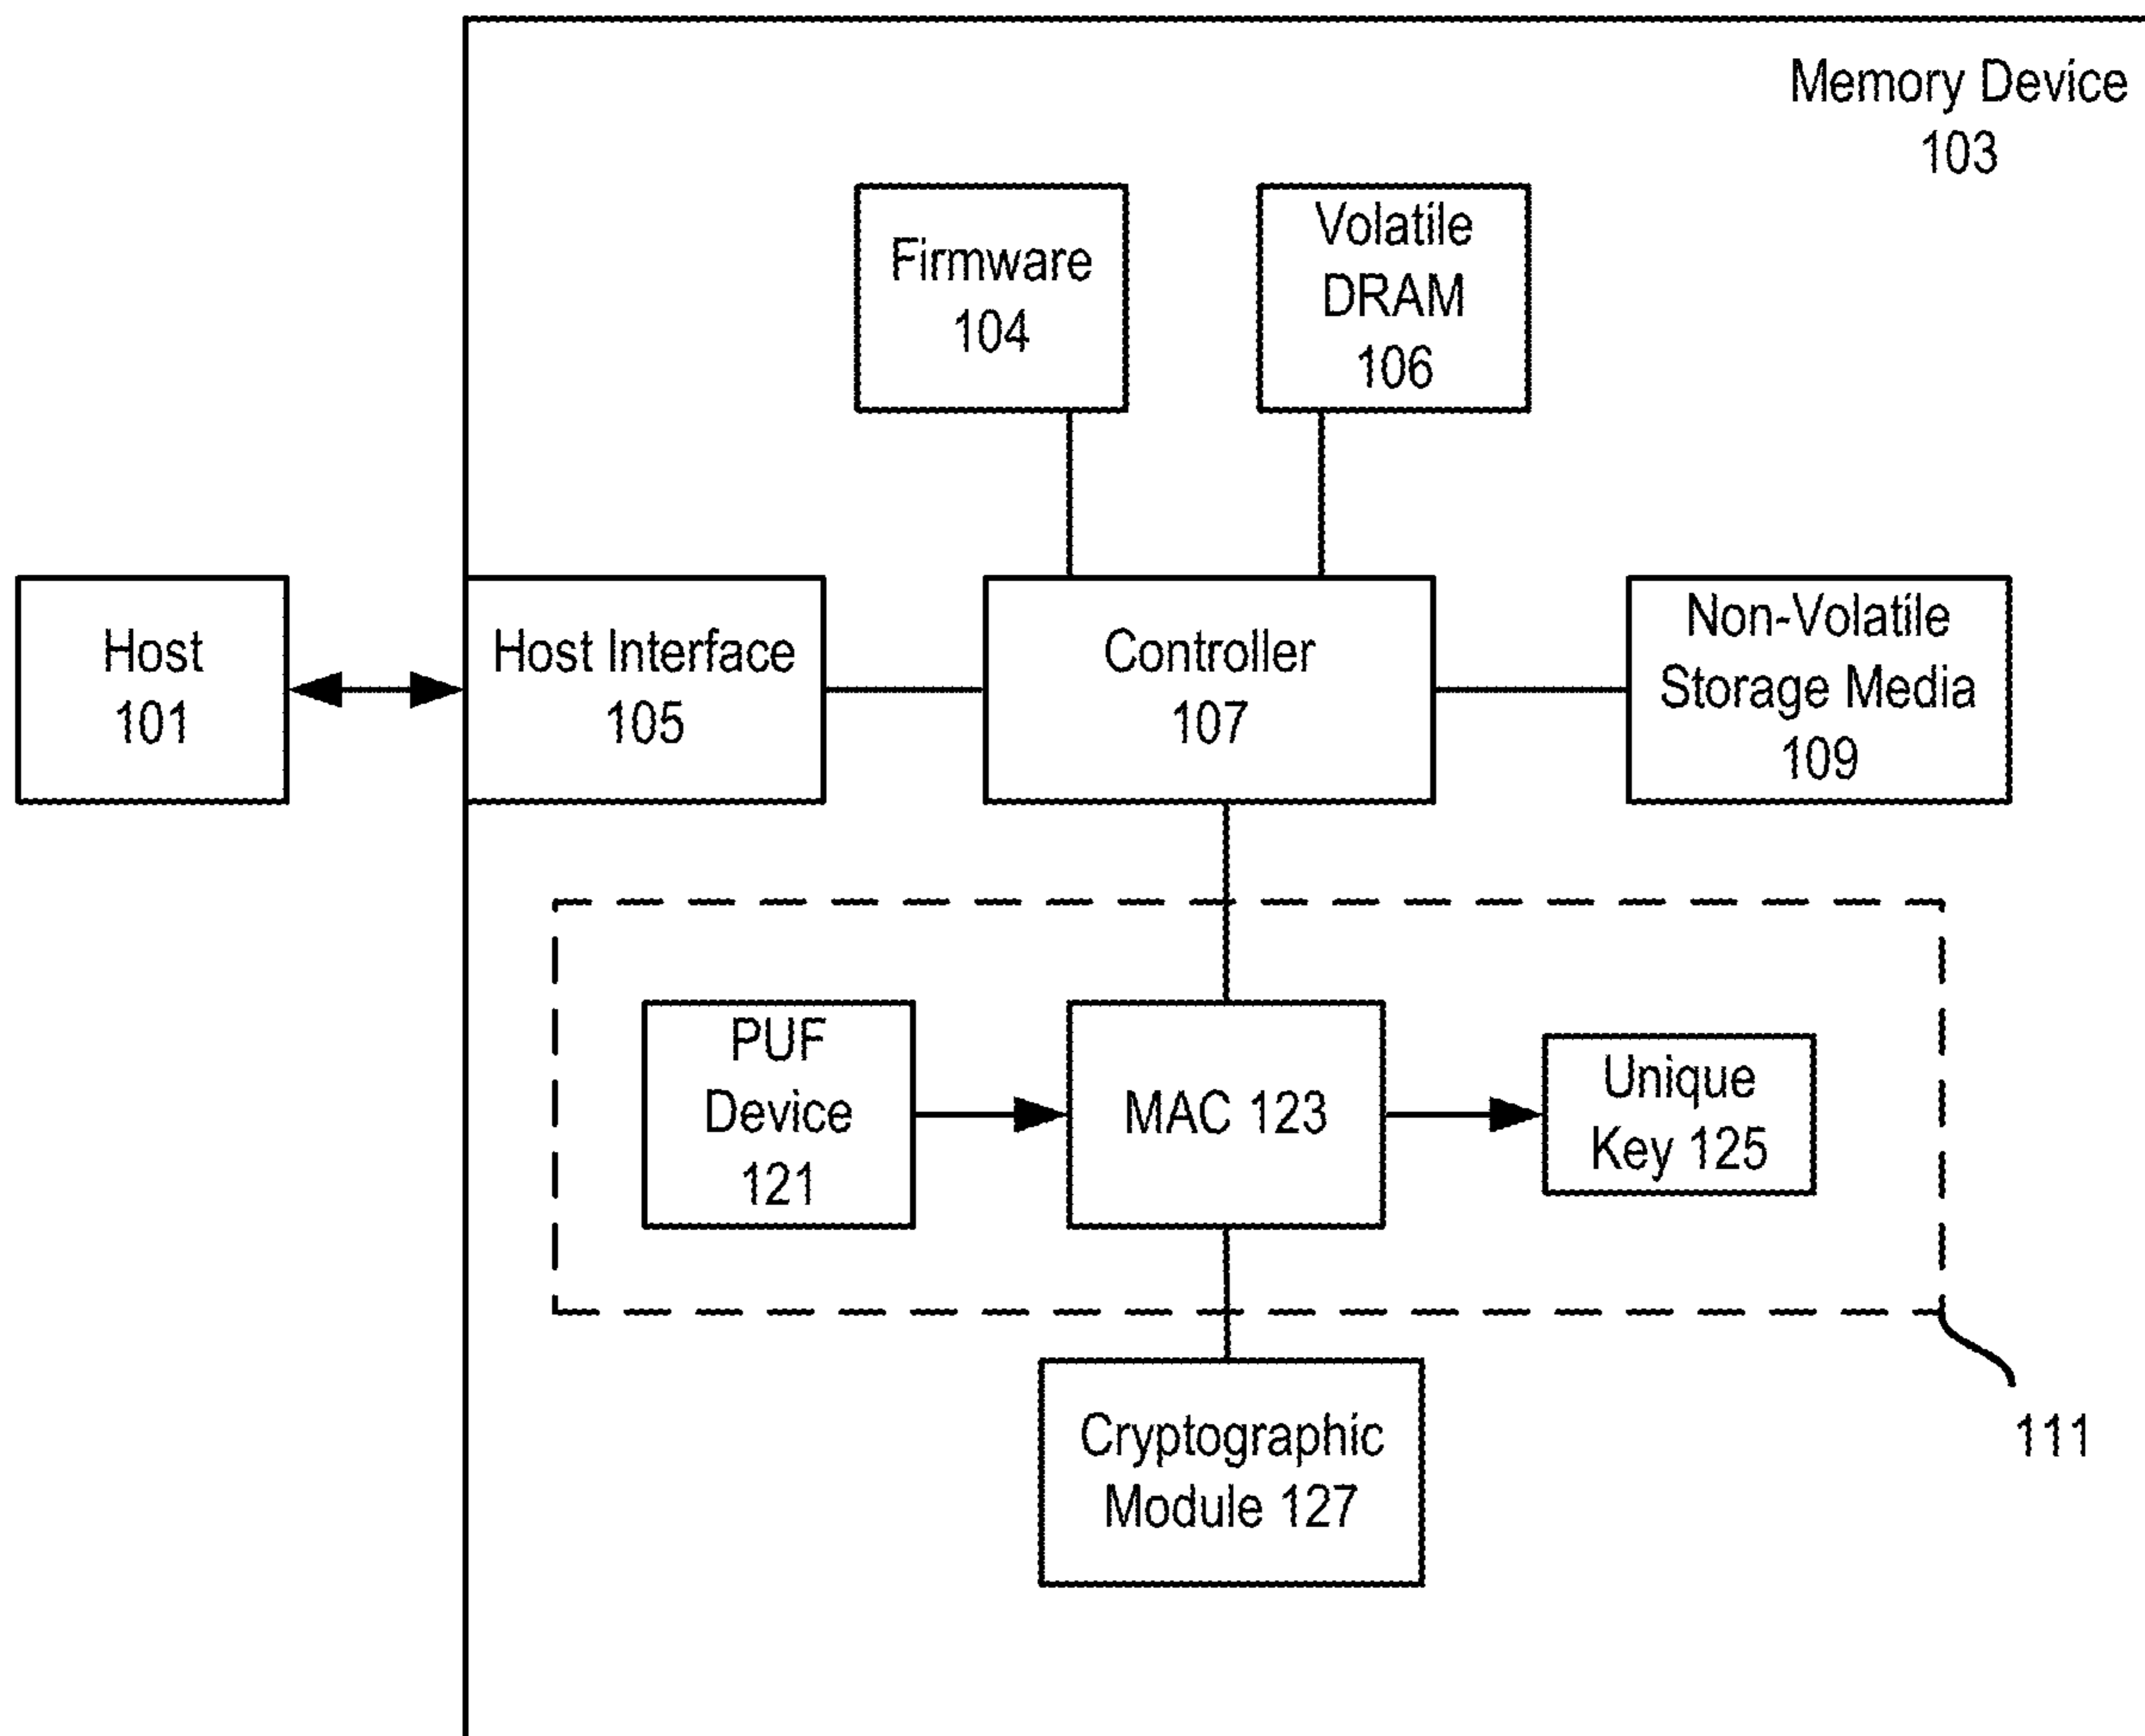 Memory Device
103
Firmware
104
Volatile
DRAM
106
Host
101
Host Interface
105
Controller
107
Non-Volatile
Storage Media
109
PUF
Device
121
MAC 123
Unique
Key 125
Cryptographic
Module 127
111